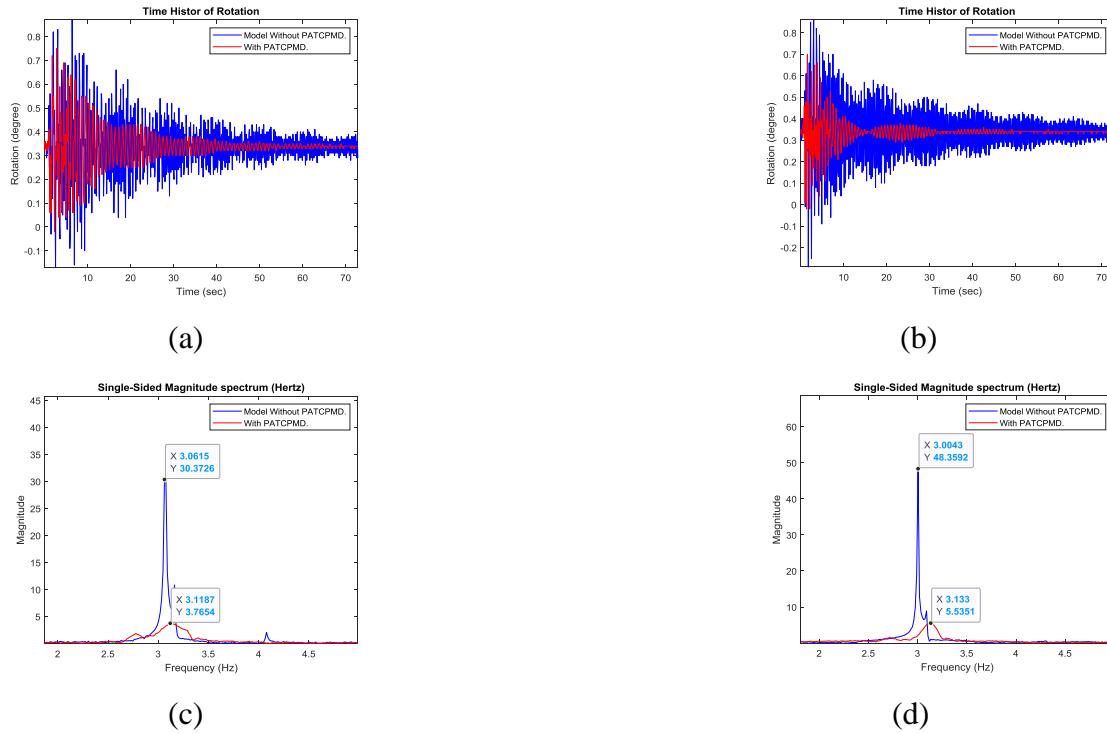 Time Histor of Rotation
Model Without PATCPMD.
With PATCPMD.
Rotation (degree)
0.8
0.7
0.6
0.5
0.4
0.3
0.2
0.1
0
-0.1
10 20 30 40 50 60 70
Time (sec)
(a)
Time Histor of Rotation
Model Without PATCPMD.
With PATCPMD.
Rotation (degree)
0.8
0.7
0.6
0.5
0.4
0.3
0.2
0.1
0
-0.1
-0.2
10 20 30 40 50 60 70
Time (sec)
(b)
Single-Sided Magnitude spectrum (Hertz)
Model Without PATCPMD.
With PATCPMD.
X 3.0615
Y 30.3726
X 3.1187
Y 3.7654
Magnitude
45
40
35
30
25
20
15
10
5
2 2.5 3 3.5 4 4.5
Frequency (Hz)
(c)
Single-Sided Magnitude spectrum (Hertz)
Model Without PATCPMD.
With PATCPMD.
X 3.0043
Y 48.3592
X 3.133
Y 5.5351
Magnitude
60
50
40
30
20
10
2 2.5 3 3.5 4 4.5
Frequency (Hz)
(d)